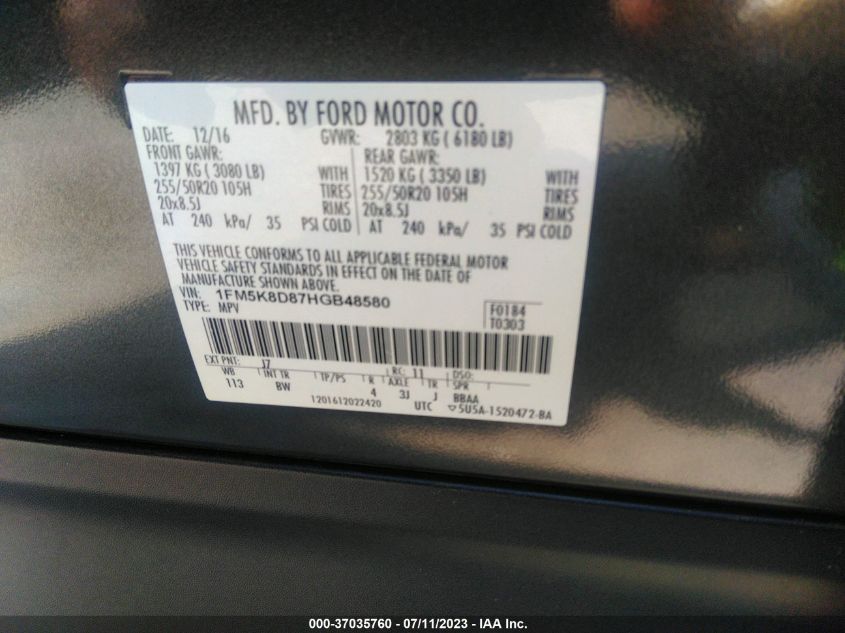 MFD. BY FORD MOTOR CO.
DATE: 12/16 GVWR: 2803 KG ( 6180 LB)
FRONT GAWR: REAR GAWR:
1397 KG ( 3080 LB) WITH 1520 KG ( 3350 LB) WITH
255/50R20 105H TIRES 255/50R20 105H TIRES
20x8.5J RIMS 20x8.5J RIMS
AT 240 kPa/ 35 PSI COLD AT 240 kPa/ 35 PSI COLD
THIS VEHICLE CONFORMS TO ALL APPLICABLE FEDERAL MOTOR
VEHICLE SAFETY STANDARDS IN EFFECT ON THE DATE OF
MANUFACTURE SHOWN ABOVE.
VIN: 1FM5K8D87HGB48580 F0184
TYPE: MPV T0303
EXT PNT: J7 RC: 11 DSO:
WB INT TR TP/PS R AXLE TR SPR
113 BW 4 3J J BBAA
1201612022420 UTC ▽5U5A-1520472-BA
000-37035760 - 07/11/2023 - IAA Inc.